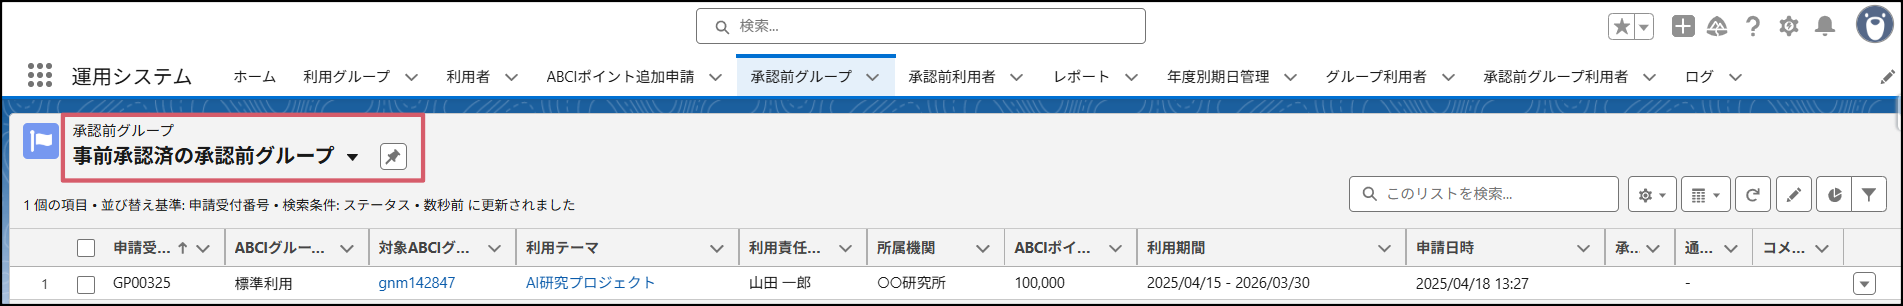 検索...
運用システム ホーム 利用グループ 利用者 ABCIポイント追加申請 承認前グループ 承認前利用者 レポート 年度別期日管理 グループ利用者 承認前グループ利用者 ログ
承認前グループ
事前承認済の承認前グループ
1 個の項目 • 並び替え基準: 申請受付番号 • 検索条件: ステータス • 数秒前 に更新されました
このリストを検索...
申請受... ABCIグルー... 対象ABCIグ... 利用テーマ 利用責任... 所属機関 ABCIポイ... 利用期間 申請日時 承... 通... コメ...
1 GP00325 標準利用 gnm142847 AI研究プロジェクト 山田 一郎 〇〇研究所 100,000 2025/04/15 - 2026/03/30 2025/04/18 13:27 -